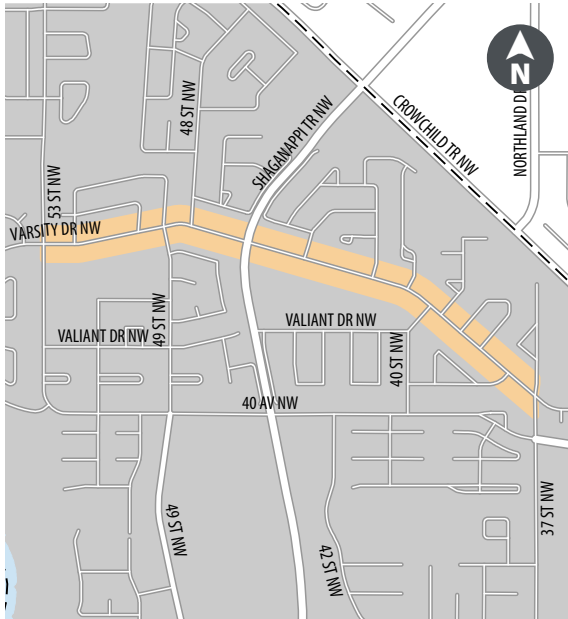 N
NORTHLAND D
CROWCHILD TR NW
SHAGANAPPI TR NW
48 ST NW
53 ST NW
VARSITY DR NW
VALIANT DR NW
49 ST NW
VALIANT DR NW
40 ST NW
40 AV NW
49 ST NW
42 ST NW
37 ST NW